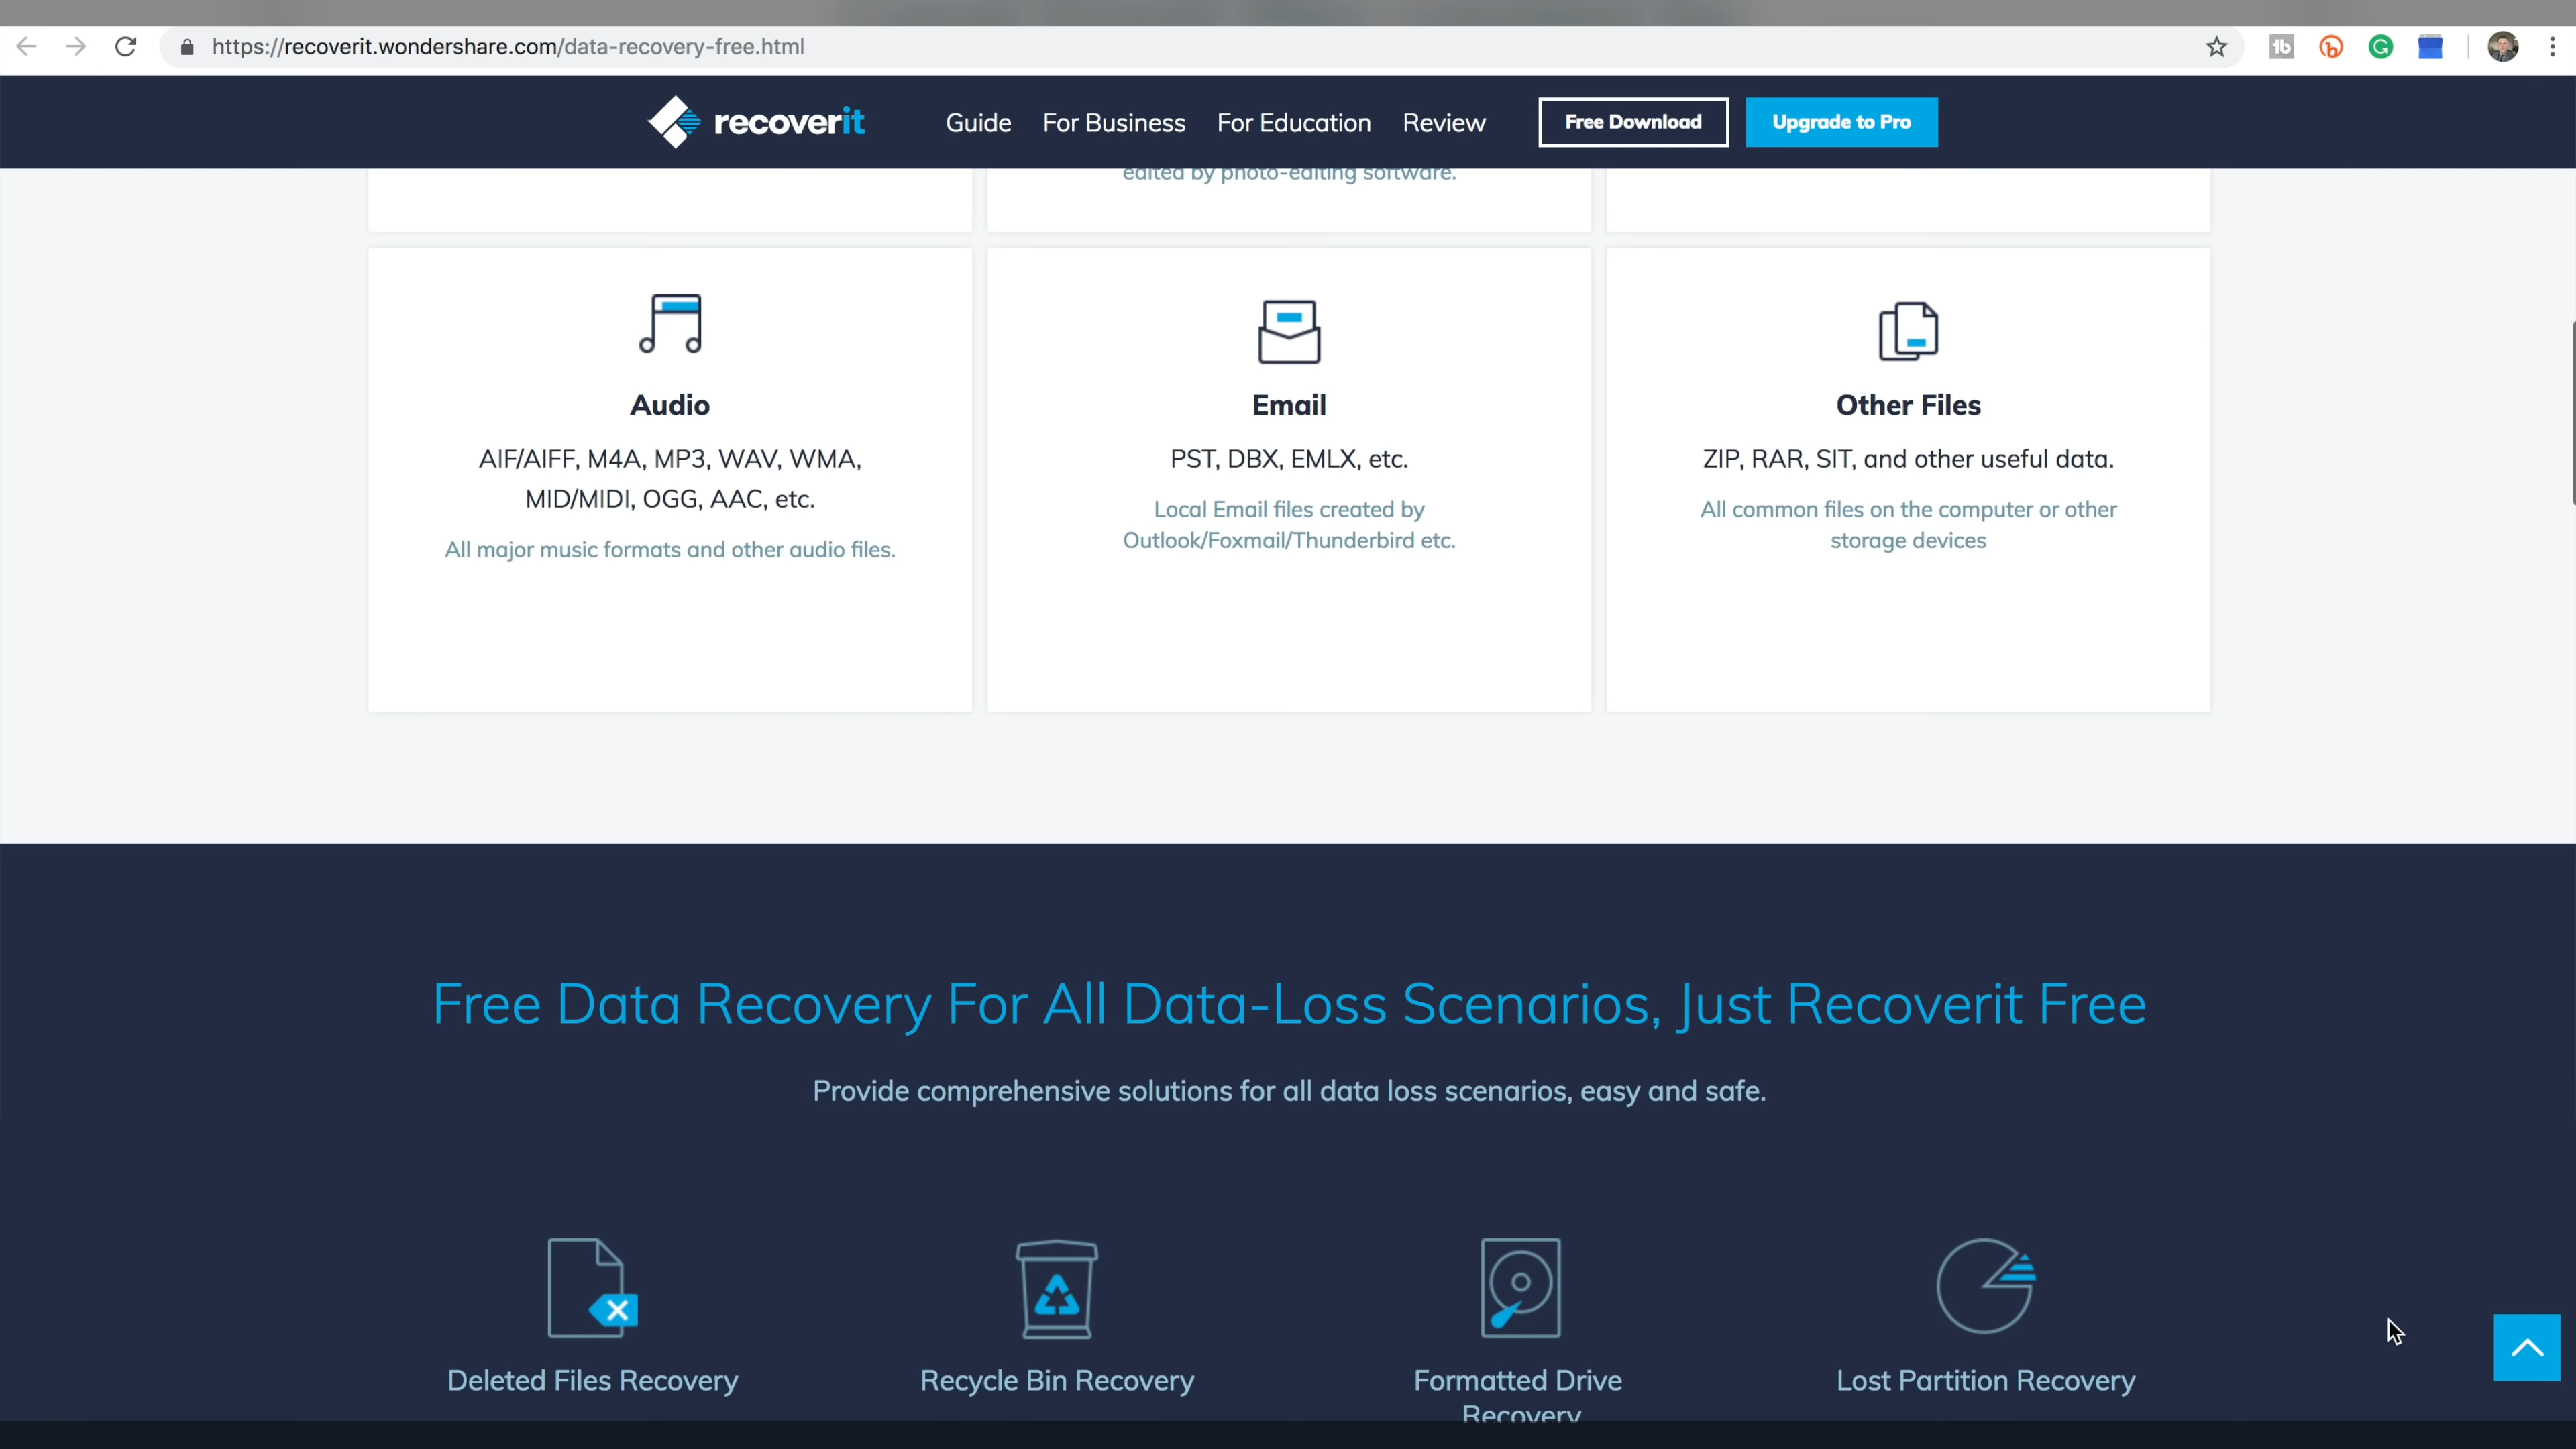 https://recoverit.wondershare.com/data-recovery-free.html
recoverit
Guide
For Business
For Education
Review
Free Download
Upgrade to Pro
edited by photo-editing software.
Audio
AIF/AIFF, M4A, MP3, WAV, WMA,
MID/MIDI, OGG, AAC, etc.
All major music formats and other audio files.
Email
PST, DBX, EMLX, etc.
Local Email files created by
Outlook/Foxmail/Thunderbird etc.
Other Files
ZIP, RAR, SIT, and other useful data.
All common files on the computer or other
storage devices
Free Data Recovery For All Data-Loss Scenarios, Just Recoverit Free
Provide comprehensive solutions for all data loss scenarios, easy and safe.
Deleted Files Recovery
Recycle Bin Recovery
Formatted Drive
Recovery
Lost Partition Recovery